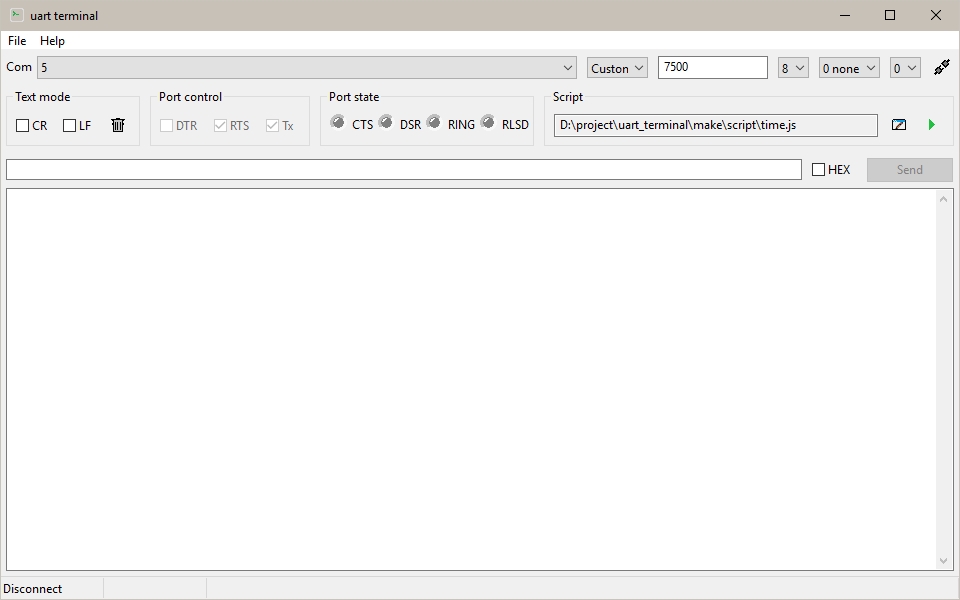 uart terminal
File Help
Com 5 Custom 7500 8 0 none 0
Text mode Port control Port state Script
CR LF DTR RTS Tx CTS DSR RING RLSD D:\project\uart_terminal\make\script\time.js
HEX Send
Disconnect